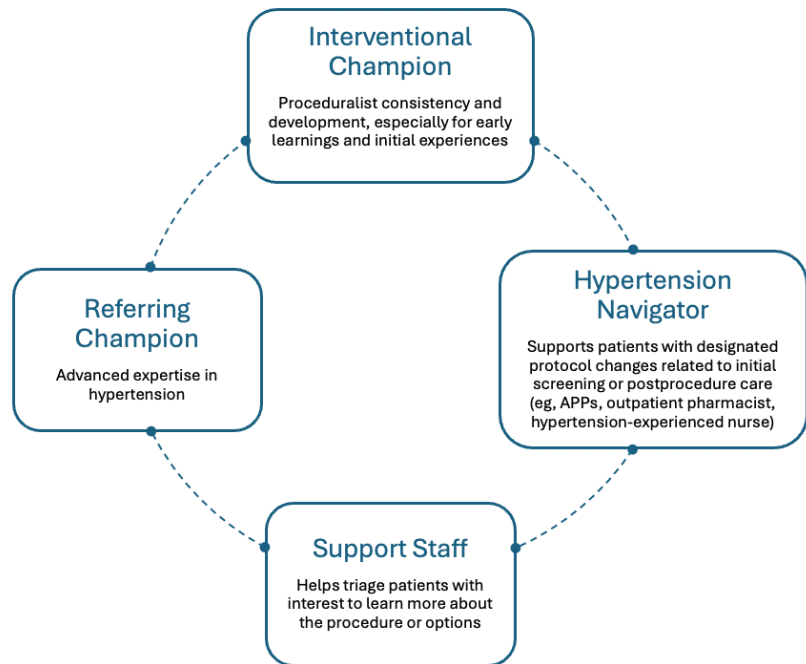 Interventional
Champion
Proceduralist consistency and
development, especially for early
learnings and initial experiences
Referring
Champion
Advanced expertise in
hypertension
Hypertension
Navigator
Supports patients with designated
protocol changes related to initial
screening or postprocedure care
(eg, APPs, outpatient pharmacist,
hypertension-experienced nurse)
Support Staff
Helps triage patients with
interest to learn more about
the procedure or options